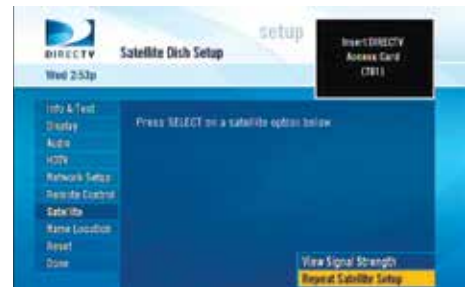 setup
DIRECTV
Satellite Dish Setup
Insert DIRECTV
Access Card
(701)
Wed 2:53p
Info & Test
Display
Audio
HDTV
Network Setup
Remote Control
Satellite
Name Location
Reset
Done
Press SELECT on a satellite option below
View Signal Strength
Repeat Satellite Setup